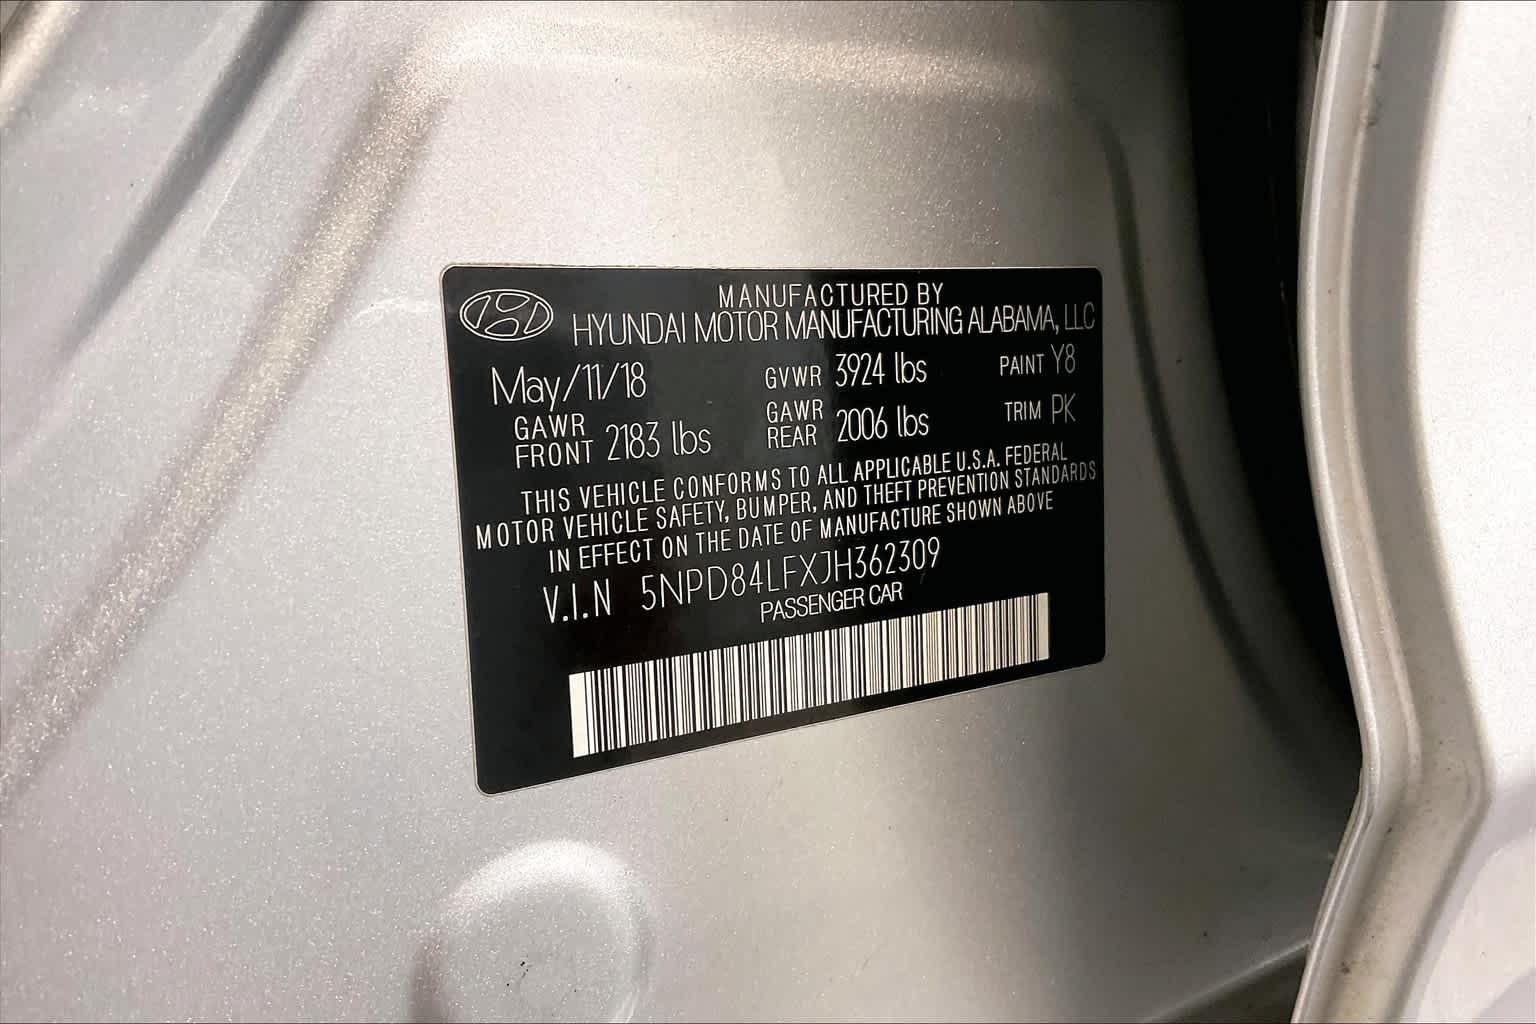 MANUFACTURED BY
HYUNDAI MOTOR MANUFACTURING ALABAMA, LLC
May/11/18 GVWR 3924 lbs PAINT Y8
GAWR FRONT 2183 lbs GAWR REAR 2006 lbs TRIM PK
THIS VEHICLE CONFORMS TO ALL APPLICABLE U.S.A. FEDERAL
MOTOR VEHICLE SAFETY, BUMPER, AND THEFT PREVENTION STANDARDS
IN EFFECT ON THE DATE OF MANUFACTURE SHOWN ABOVE
V.I.N 5NPD84LFXJH362309
PASSENGER CAR